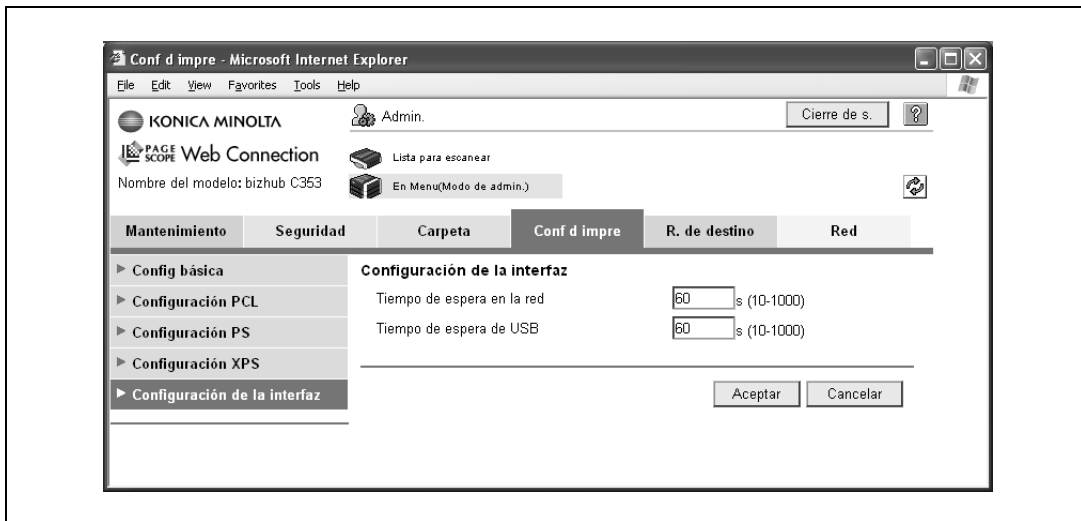 Conf d impre - Microsoft Internet Explorer
File Edit View Favorites Tools Help
KONICA MINOLTA
Admin.
Cierre de s.
?
PAGE SCOPE Web Connection
Lista para escanear
Nombre del modelo: bizhub C353
En Menu(Modo de admin.)
Mantenimiento Seguridad Carpeta Conf d impre R. de destino Red
Config básica
Configuración PCL
Configuración PS
Configuración XPS
Configuración de la interfaz
Configuración de la interfaz
Tiempo de espera en la red 60 s (10-1000)
Tiempo de espera de USB 60 s (10-1000)
Aceptar Cancelar